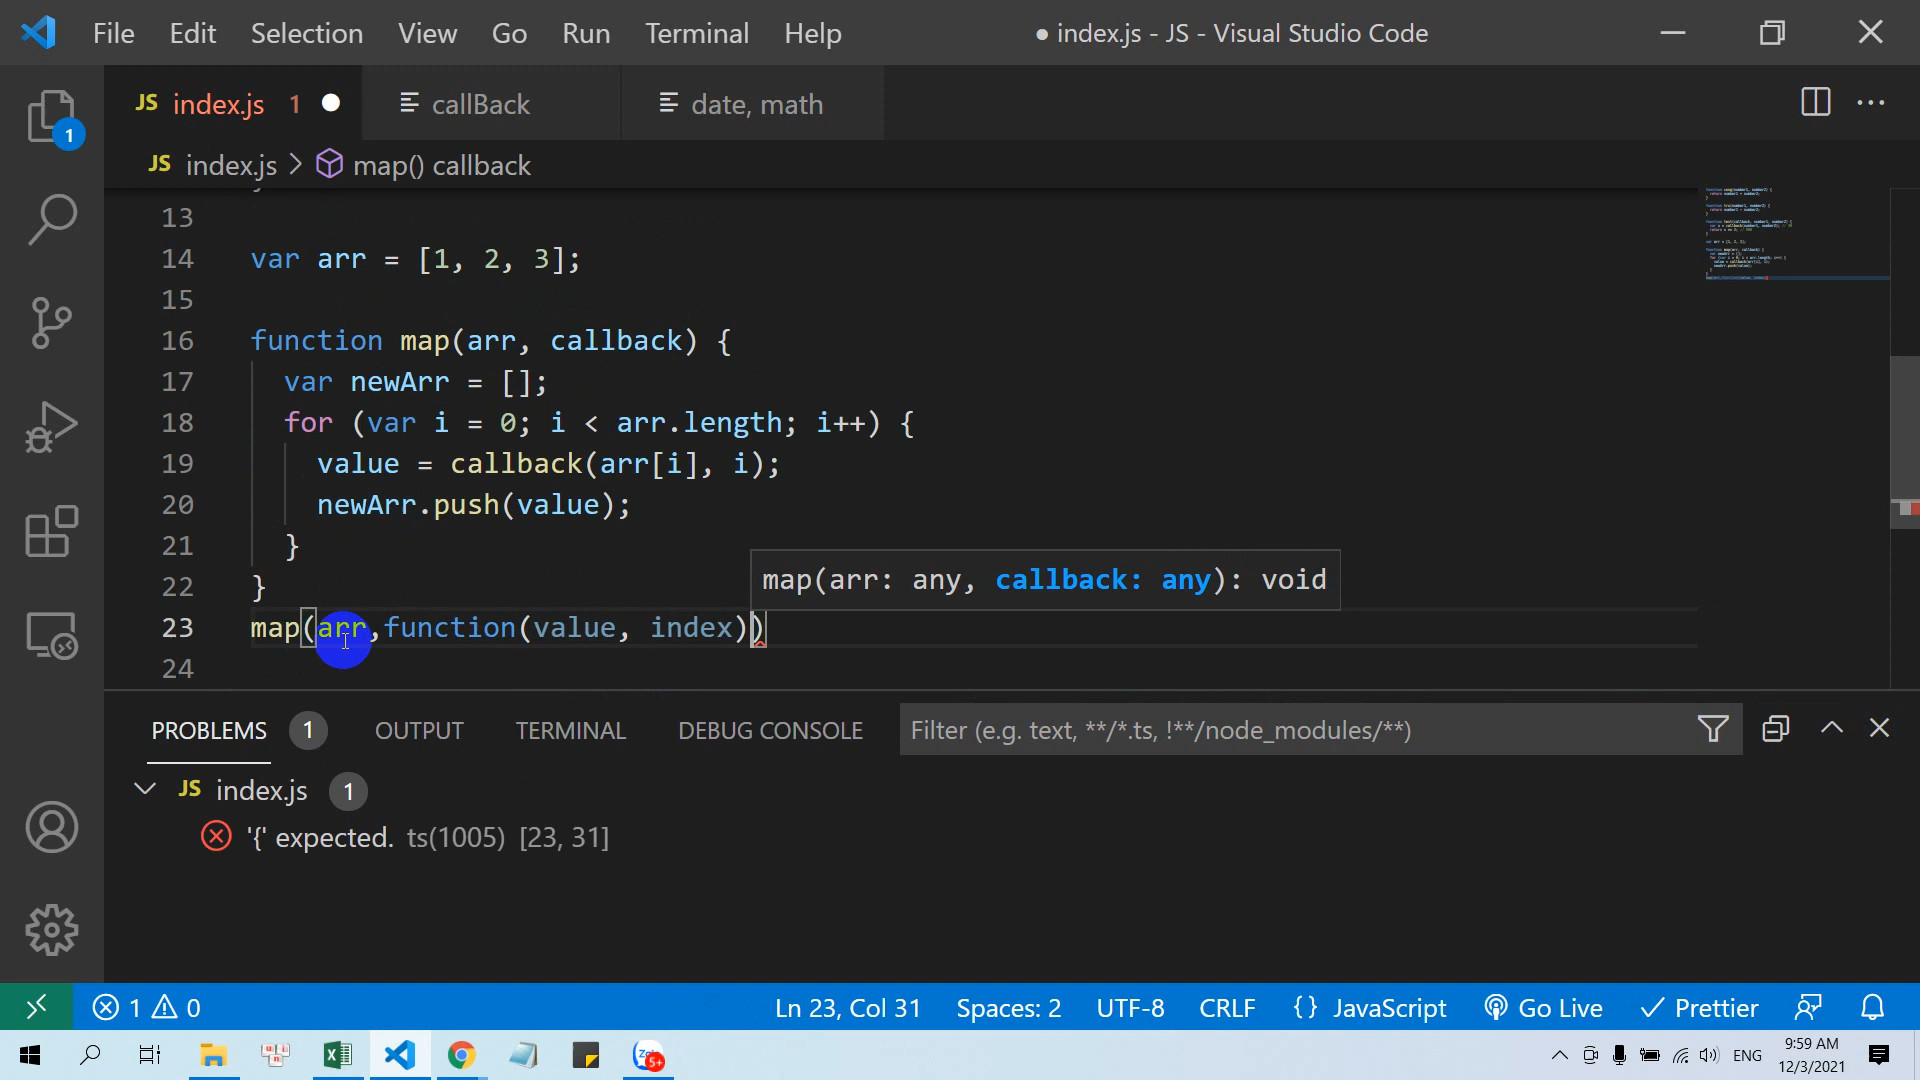 File Edit Selection View Go Run Terminal Help ● index.js - JS - Visual Studio Code
JS index.js 1 callBack date, math
JS index.js > map() callback
13
14 var arr = [1, 2, 3];
15
16 function map(arr, callback) {
17 var newArr = [];
18 for (var i = 0; i < arr.length; i++) {
19 value = callback(arr[i], i);
20 newArr.push(value);
21 }
22 }
map(arr: any, callback: any): void
23 map(arr,function(value, index))
24
PROBLEMS 1 OUTPUT TERMINAL DEBUG CONSOLE Filter (e.g. text, **/*.ts, !**/node_modules/**)
JS index.js 1
'{' expected. ts(1005) [23, 31]
1 0 Ln 23, Col 31 Spaces: 2 UTF-8 CRLF {} JavaScript Go Live Prettier
1
ENG 9:59 AM
12/3/2021
5+